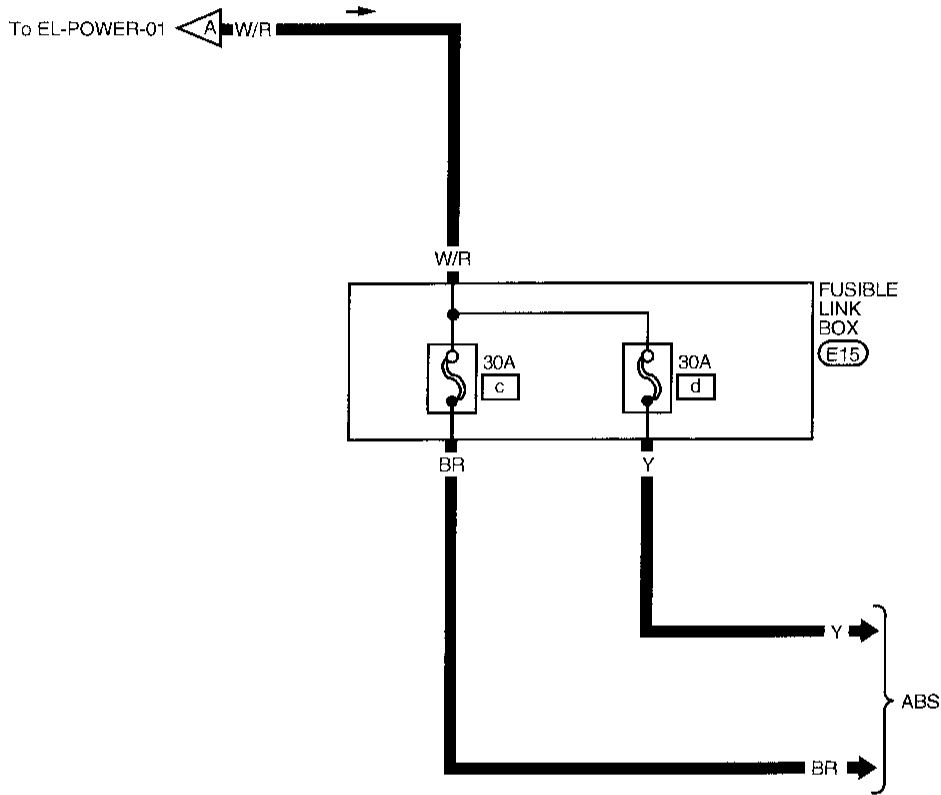 To EL-POWER-01 A W/R
W/R
FUSIBLE
LINK
BOX
E15
30A
c
30A
d
BR
Y
Y
ABS
BR